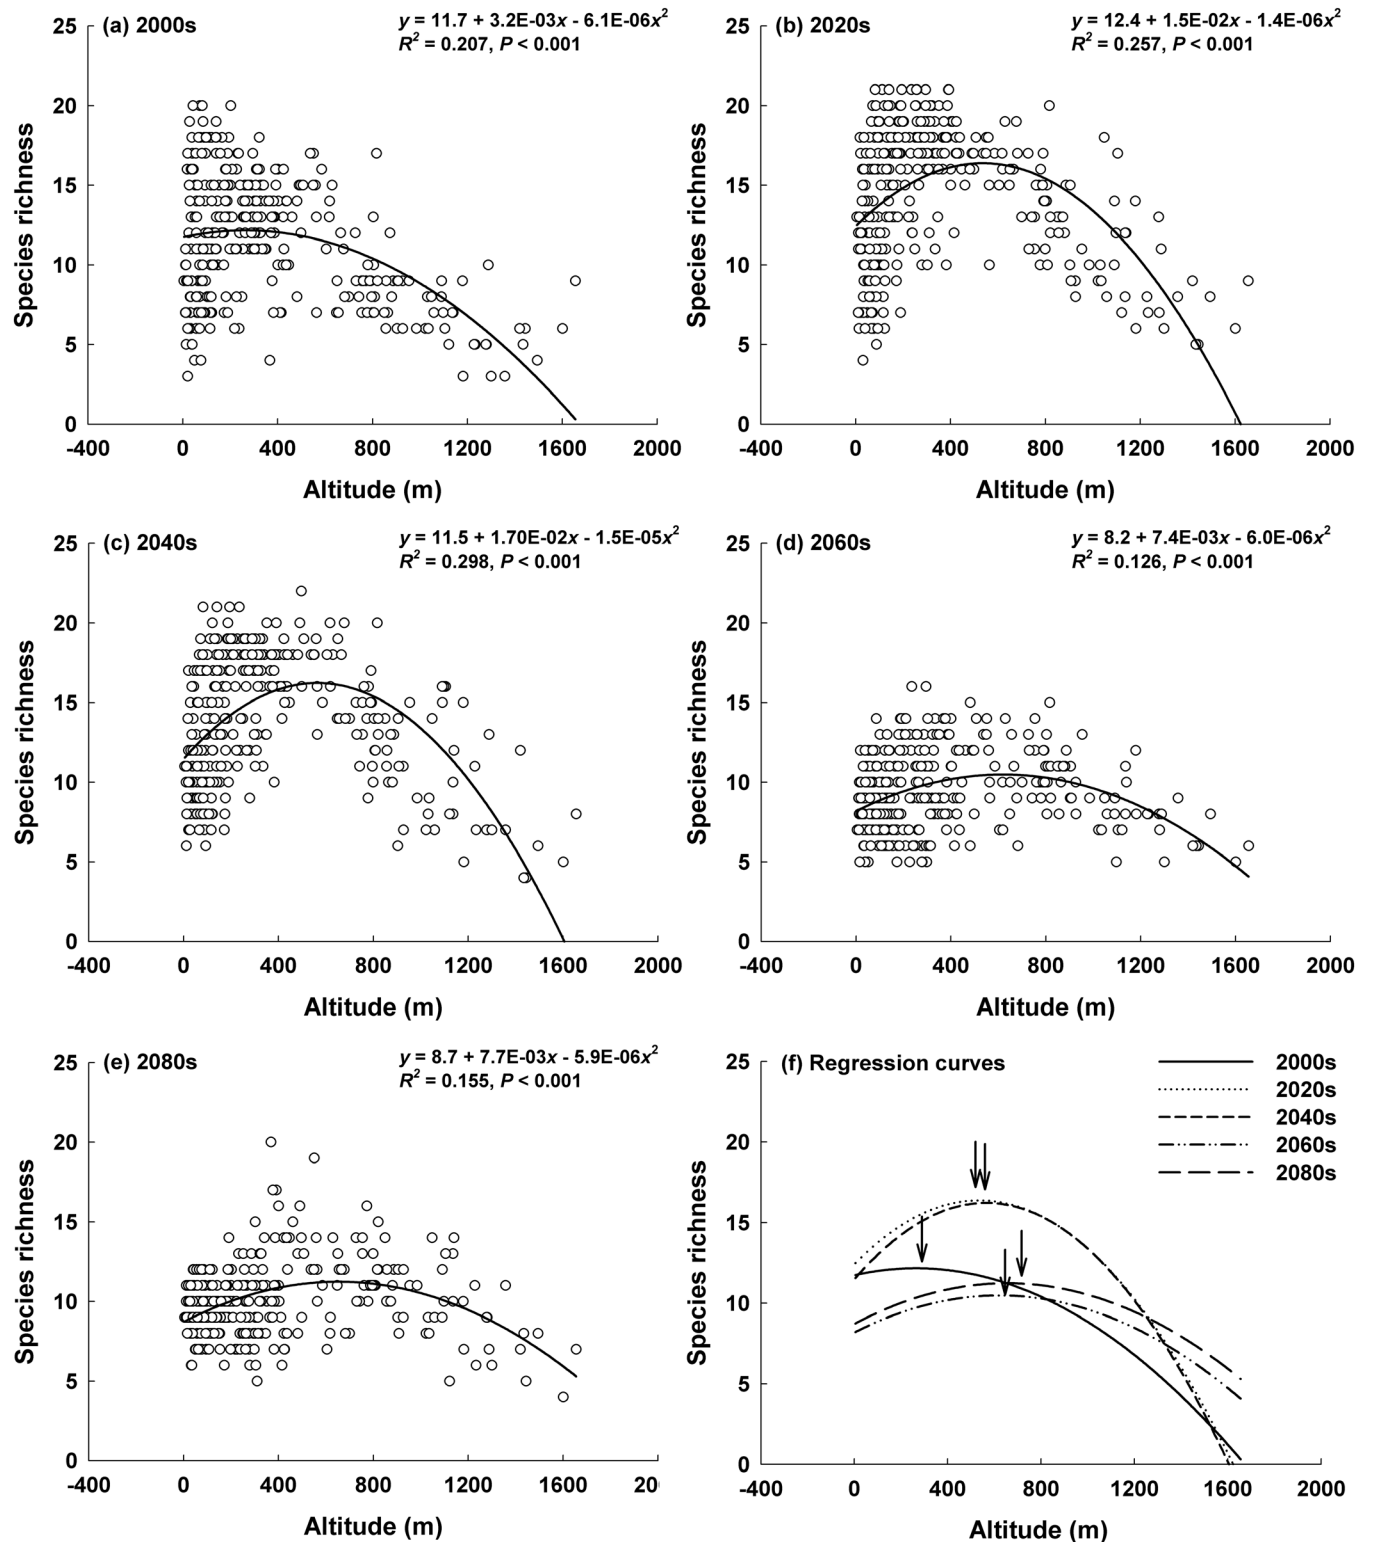 (a) 2000s
y = 11.7 + 3.2E-03x - 6.1E-06x²
R² = 0.207, P < 0.001
25
20
15
10
5
0
Species richness
-400 0 400 800 1200 1600 2000
Altitude (m)
(b) 2020s
y = 12.4 + 1.5E-02x - 1.4E-06x²
R² = 0.257, P < 0.001
25
20
15
10
5
0
Species richness
-400 0 400 800 1200 1600 2000
Altitude (m)
(c) 2040s
y = 11.5 + 1.70E-02x - 1.5E-05x²
R² = 0.298, P < 0.001
25
20
15
10
5
0
Species richness
-400 0 400 800 1200 1600 2000
Altitude (m)
(d) 2060s
y = 8.2 + 7.4E-03x - 6.0E-06x²
R² = 0.126, P < 0.001
25
20
15
10
5
0
Species richness
-400 0 400 800 1200 1600 2000
Altitude (m)
(e) 2080s
y = 8.7 + 7.7E-03x - 5.9E-06x²
R² = 0.155, P < 0.001
25
20
15
10
5
0
Species richness
-400 0 400 800 1200 1600 200
Altitude (m)
(f) Regression curves
2000s
2020s
2040s
2060s
2080s
25
20
15
10
5
0
Species richness
-400 0 400 800 1200 1600 2000
Altitude (m)